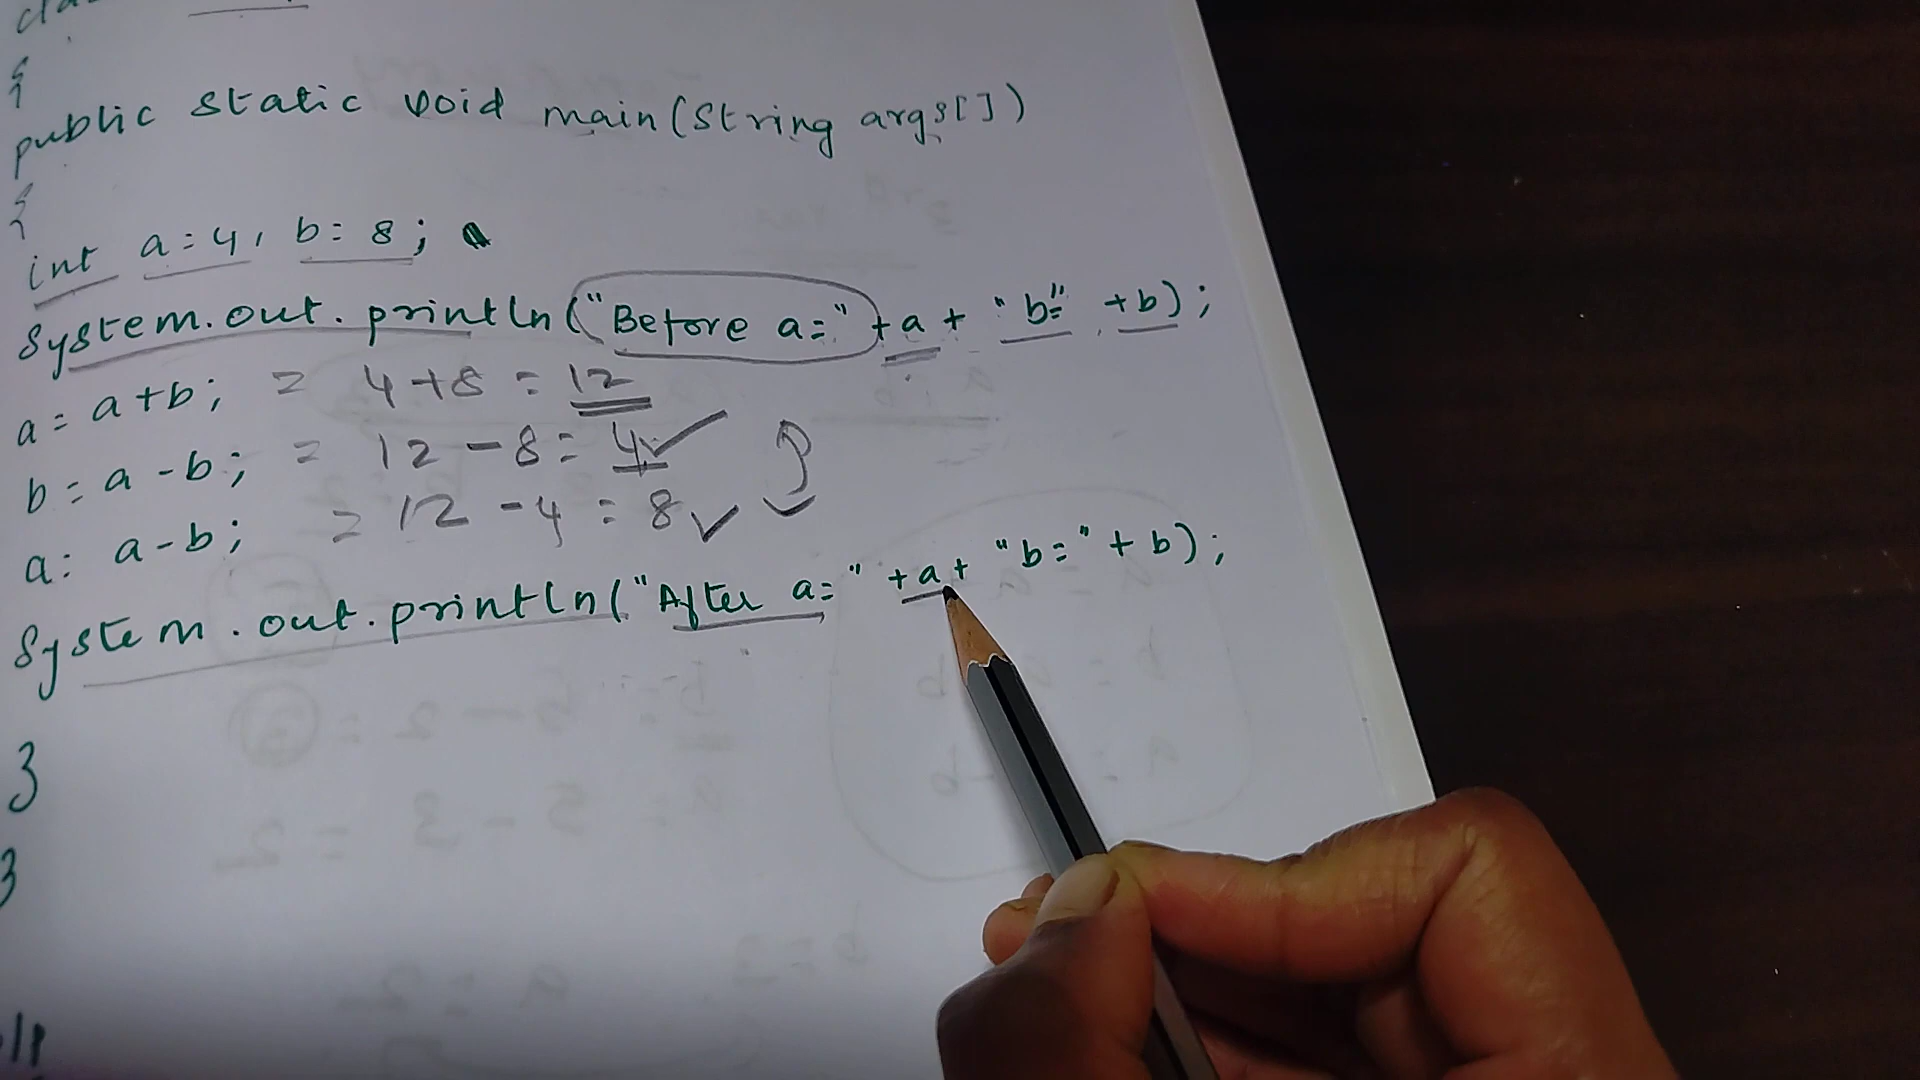 {
public static void main(String args[])
{
int a=4, b=8;
System.out.println("Before a=" +a+ "b=" +b);
a=a+b; = 4+8 = 12
b=a-b; = 12-8= 4
a= a-b; = 12-4 = 8
System.out.println("After a=" +a+ "b=" +b);
}
}